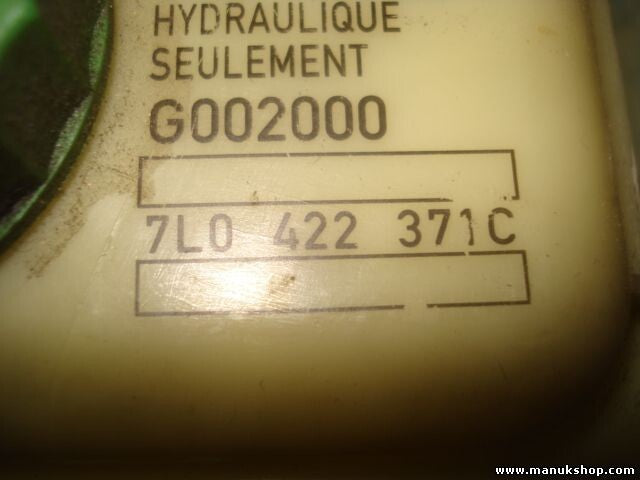 HYDRAULIQUE
SEULEMENT
G002000
7L0 422 371C
www.manukshop.com